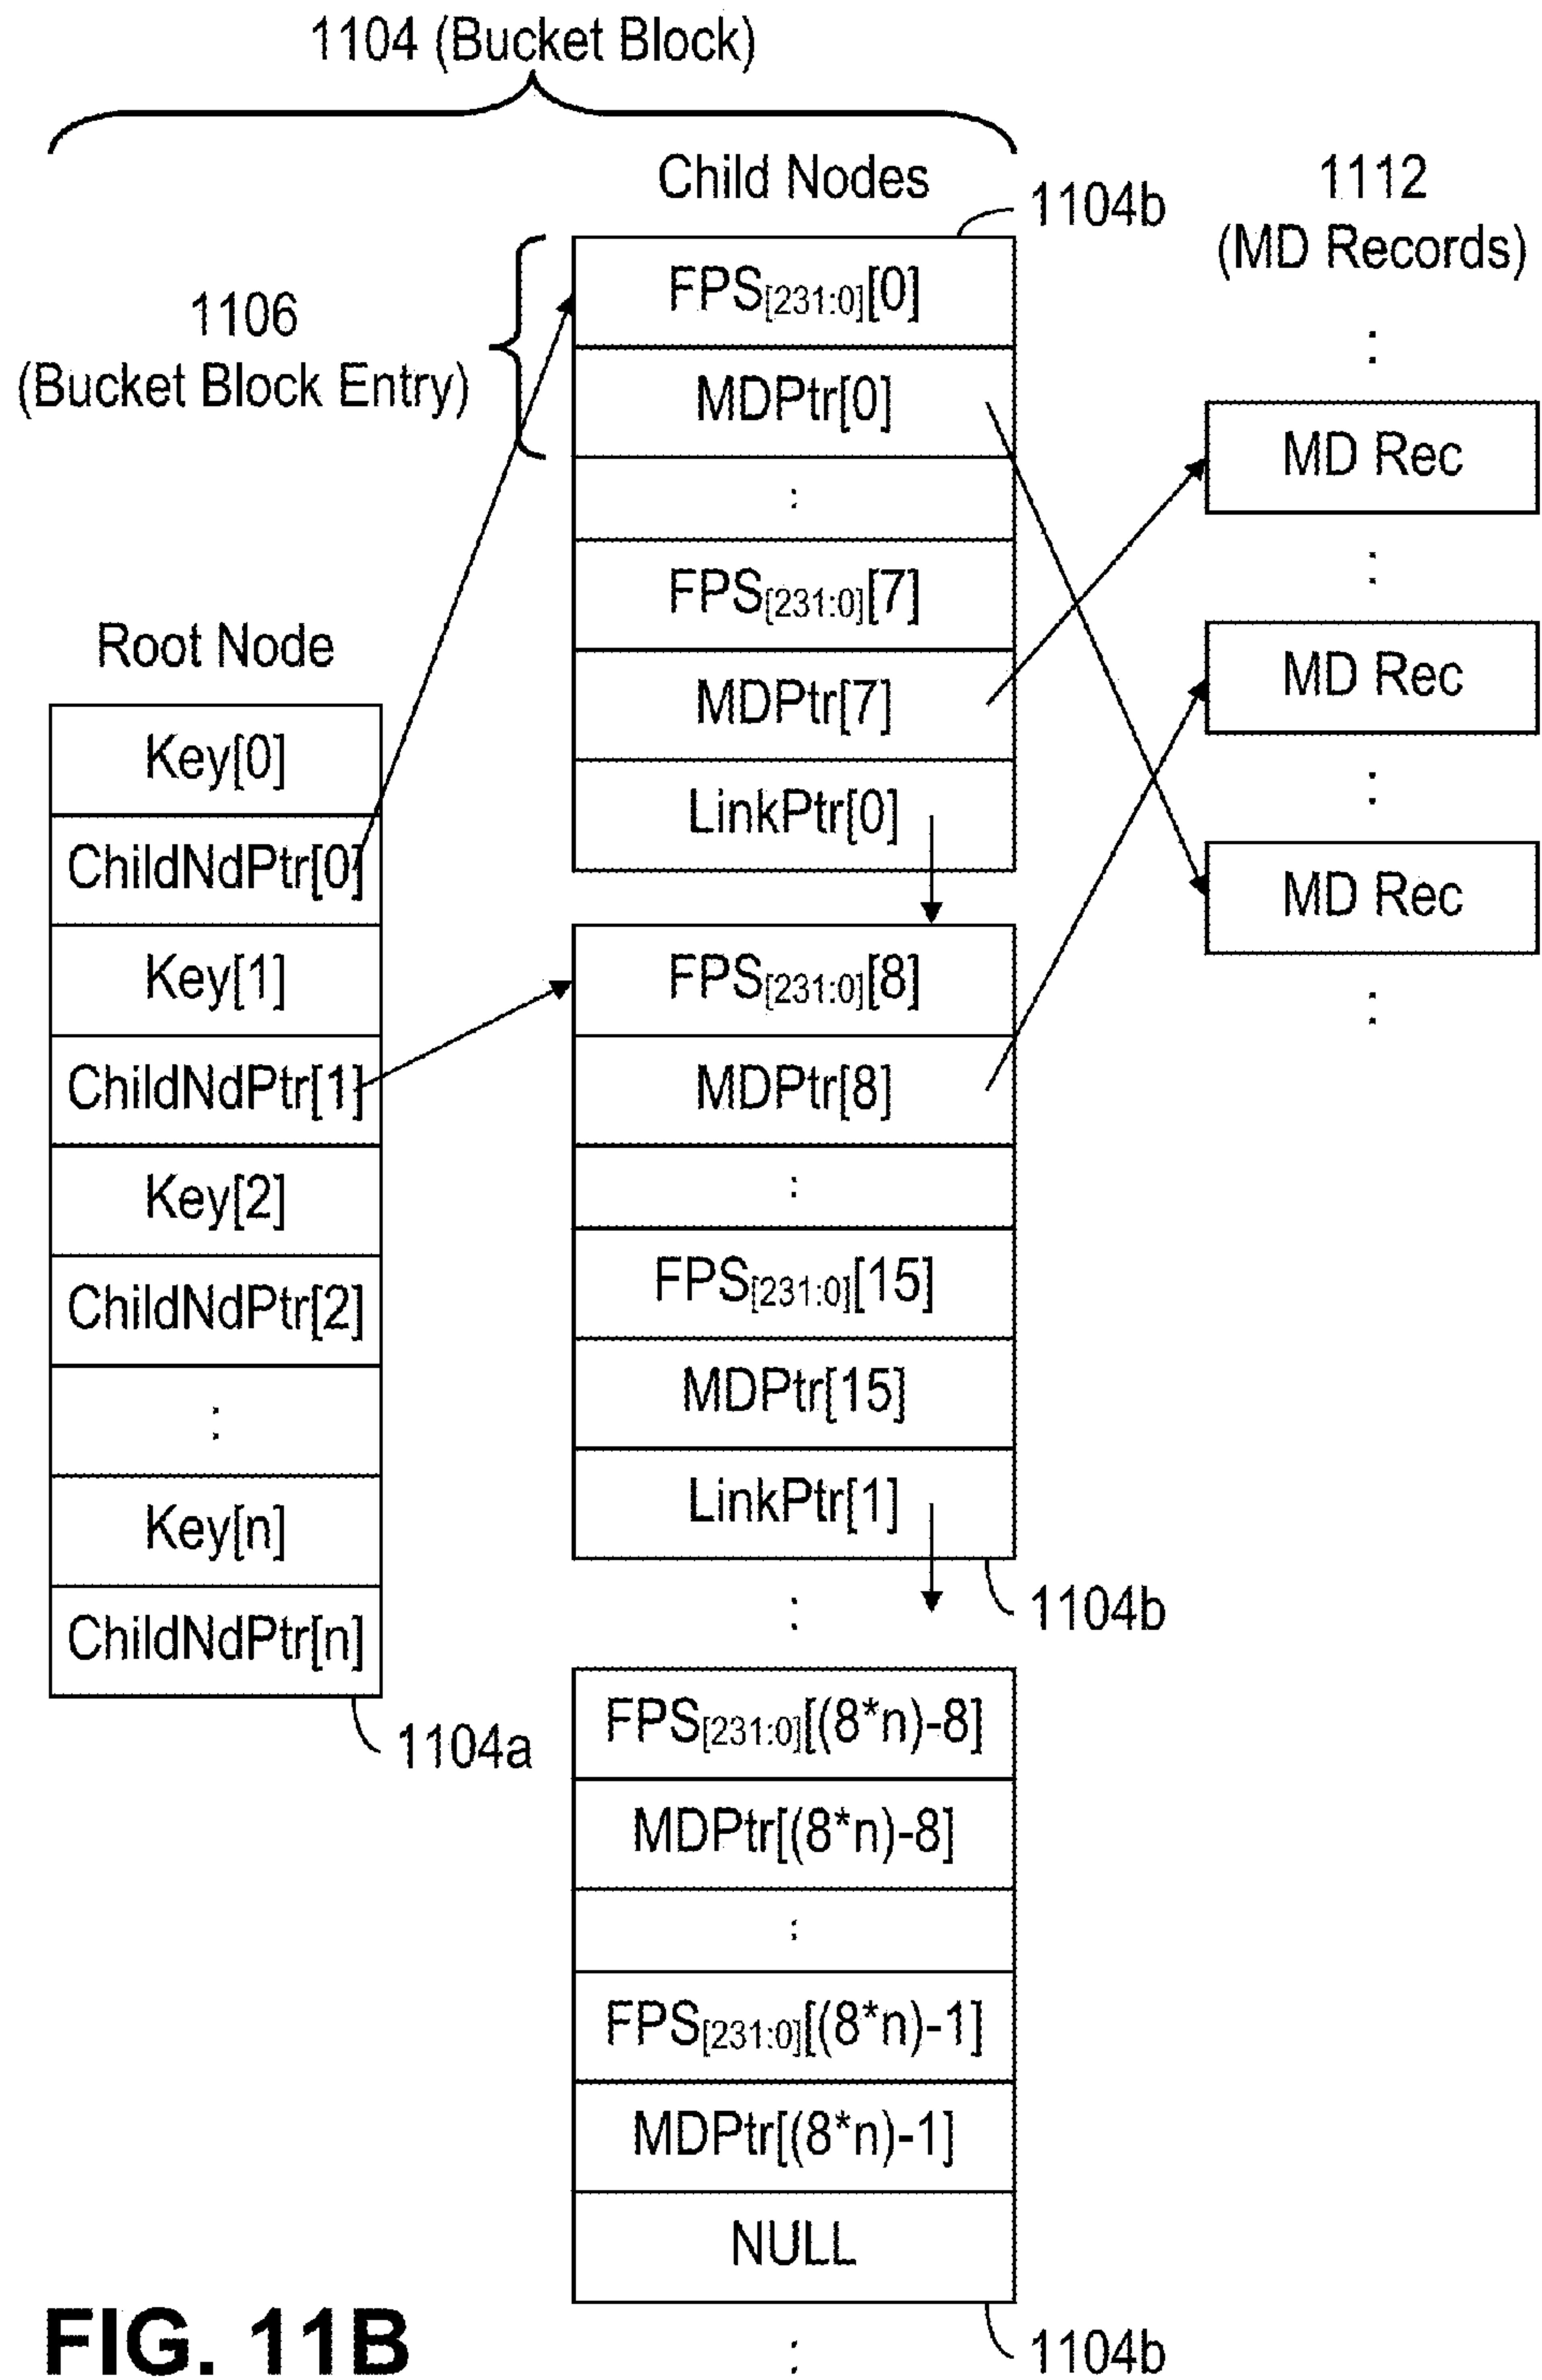 1104 (Bucket Block)
Child Nodes
1104b
1112
(MD Records)
1106
(Bucket Block Entry)
FPS[231:0][0]
MDPtr[0]
:
FPS[231:0][7]
MDPtr[7]
LinkPtr[0]
:
MD Rec
:
MD Rec
:
MD Rec
:
Root Node
Key[0]
ChildNdPtr[0]
Key[1]
ChildNdPtr[1]
Key[2]
ChildNdPtr[2]
:
Key[n]
ChildNdPtr[n]
1104a
FPS[231:0][8]
MDPtr[8]
:
FPS[231:0][15]
MDPtr[15]
LinkPtr[1]
1104b
:
FPS[231:0][(8*n)-8]
MDPtr[(8*n)-8]
:
FPS[231:0][(8*n)-1]
MDPtr[(8*n)-1]
NULL
1104b
:
FIG. 11B